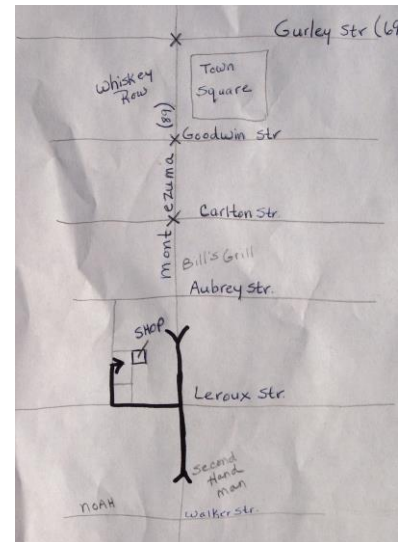 Gurley Str (69
Whiskey
Row
Town
Square
Montezuma (89)
Goodwin Str
Carlton Str.
Bill's Grill
Aubrey Str.
SHOP
Leroux Str.
Second
Hand
man
NOAH
Walker Str.